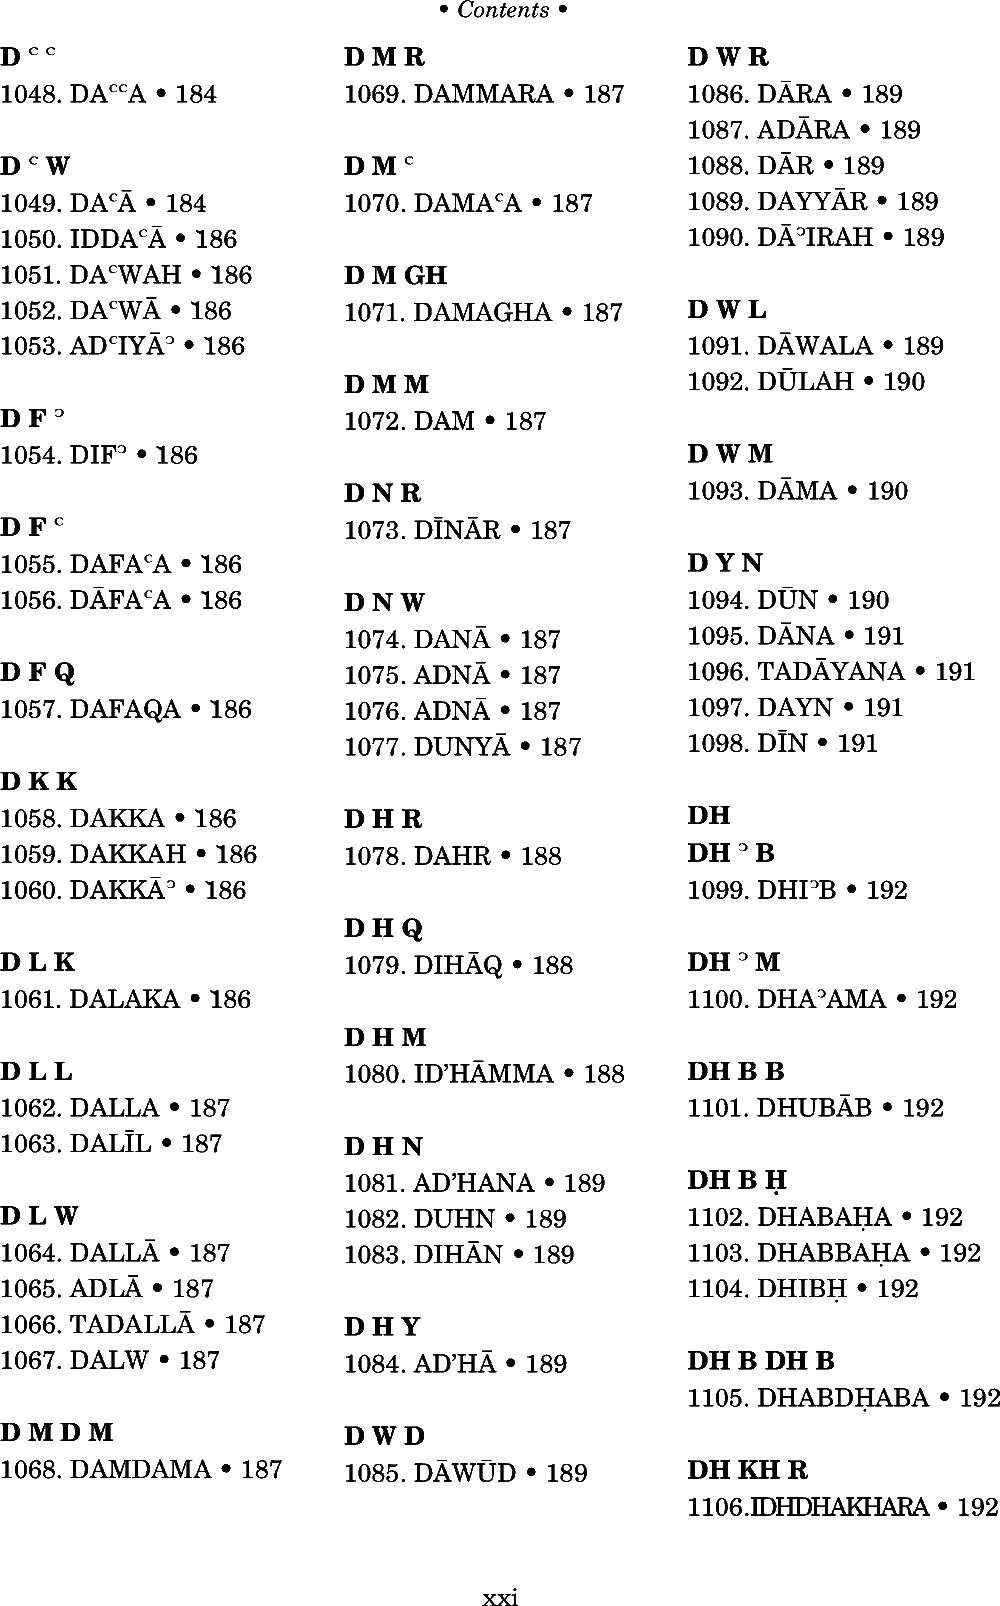 • Contents •
D ᶜ ᶜ
1048. DAᶜᶜA • 184
D ᶜ W
1049. DAᶜĀ • 184
1050. IDDAᶜĀ • 186
1051. DAᶜWAH • 186
1052. DAᶜWĀ • 186
1053. ADᶜIYĀᵓ • 186
D F ᵓ
1054. DIFᵓ • 186
D F ᶜ
1055. DAFAᶜA • 186
1056. DĀFAᶜA • 186
D F Q
1057. DAFAQA • 186
D K K
1058. DAKKA • 186
1059. DAKKAH • 186
1060. DAKKĀᵓ • 186
D L K
1061. DALAKA • 186
D L L
1062. DALLA • 187
1063. DALĪL • 187
D L W
1064. DALLĀ • 187
1065. ADLĀ • 187
1066. TADALLĀ • 187
1067. DALW • 187
D M D M
1068. DAMDAMA • 187
D M R
1069. DAMMARA • 187
D M ᶜ
1070. DAMAᶜA • 187
D M GH
1071. DAMAGHA • 187
D M M
1072. DAM • 187
D N R
1073. DĪNĀR • 187
D N W
1074. DANĀ • 187
1075. ADNĀ • 187
1076. ADNĀ • 187
1077. DUNYĀ • 187
D H R
1078. DAHR • 188
D H Q
1079. DIHĀQ • 188
D H M
1080. ID’HĀMMA • 188
D H N
1081. AD’HANA • 189
1082. DUHN • 189
1083. DIHĀN • 189
D H Y
1084. AD’HĀ • 189
D W D
1085. DĀWŪD • 189
D W R
1086. DĀRA • 189
1087. ADĀRA • 189
1088. DĀR • 189
1089. DAYYĀR • 189
1090. DĀᵓIRAH • 189
D W L
1091. DĀWALA • 189
1092. DŪLAH • 190
D W M
1093. DĀMA • 190
D Y N
1094. DŪN • 190
1095. DĀNA • 191
1096. TADĀYANA • 191
1097. DAYN • 191
1098. DĪN • 191
DH
DH ᵓ B
1099. DHIᵓB • 192
DH ᵓ M
1100. DHAᵓAMA • 192
DH B B
1101. DHUBĀB • 192
DH B Ḥ
1102. DHABAḤA • 192
1103. DHABBAḤA • 192
1104. DHIBḤ • 192
DH B DH B
1105. DHABDḤABA • 192
DH KH R
1106.IDHDHAKHARA • 192
xxi